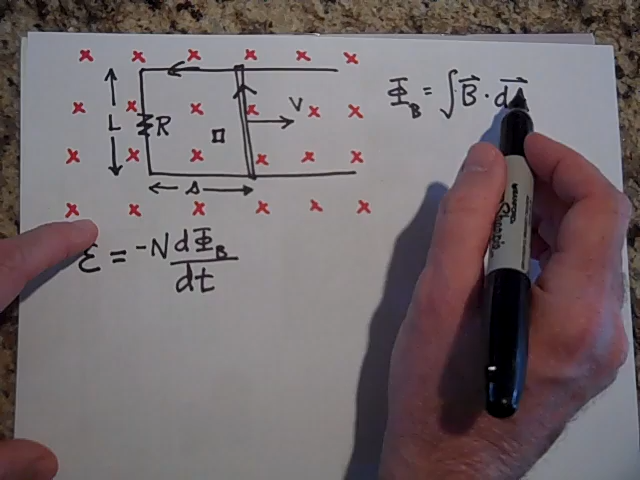 V
L
R
Δ
Φ_B = ∫B⃗ · dA⃗
ε = -N dΦ_B/dt